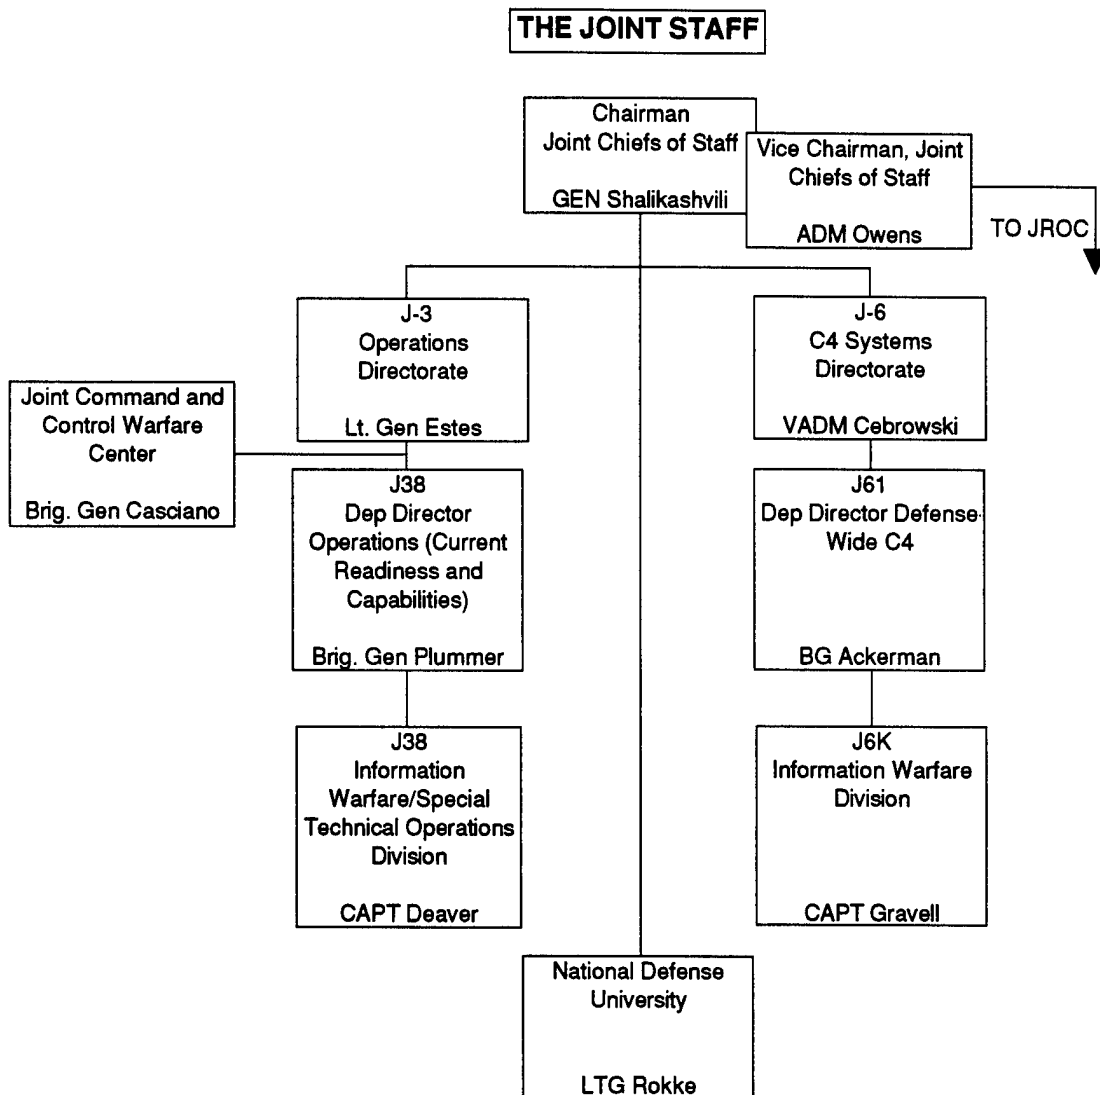 THE JOINT STAFF
Chairman
Joint Chiefs of Staff
GEN Shalikashvili
Vice Chairman, Joint
Chiefs of Staff
ADM Owens
TO JROC
J-3
Operations
Directorate
Lt. Gen Estes
J-6
C4 Systems
Directorate
VADM Cebrowski
Joint Command and
Control Warfare
Center
Brig. Gen Casciano
J38
Dep Director
Operations (Current
Readiness and
Capabilities)
Brig. Gen Plummer
J61
Dep Director Defense
Wide C4
BG Ackerman
J38
Information
Warfare/Special
Technical Operations
Division
CAPT Deaver
J6K
Information Warfare
Division
CAPT Gravell
National Defense
University
LTG Rokke